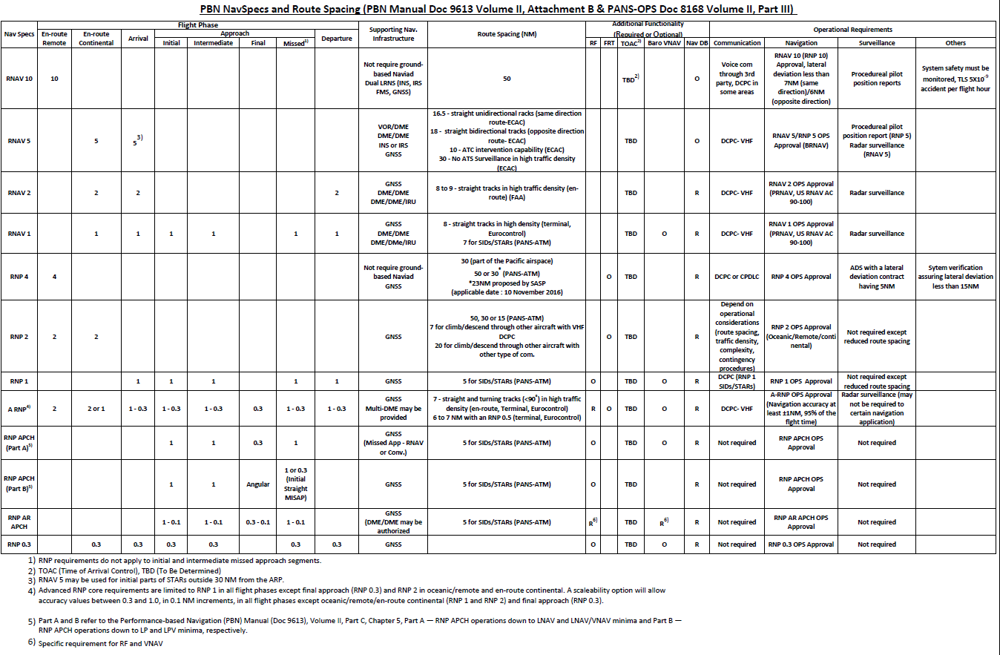 PBN NavSpecs and Route Spacing (PBN Manual Doc 9613 Volume II, Attachment B & PANS-OPS Doc 8168 Volume II, Part III)
Nav Specs
Flight Phase
En-route Remote
En-route Continental
Arrival
Approach
Initial
Intermediate
Final
Missed1)
Departure
Supporting Nav.
Infrastructure
Route Spacing (NM)
Additional Functionality
(Required or Optional)
RF FRT TOAC2) Baro VNAV Nav DB
Operational Requirements
Communication Navigation Surveillance Others
RNAV 10
10
Not require ground-
based Naviad
Dual LRNS (INS, IRS
FMS, GNSS)
50
TBD2)
O
Voice com
through 3rd
party, DCPC in
some areas
RNAV 10 (RNP 10)
Approval, lateral
deviation less than
7NM (same
direction)/6NM
(opposite direction)
Procedureal pilot
position reports
System safety must be
monitored, TLS 5X10-9
accident per flight hour
RNAV 5
5
5 3)
VOR/DME
DME/DME
INS or IRS
GNSS
16.5 - straight unidirectional racks (same direction
route-ECAC)
18 - straight bidirectional tracks (opposite direction
route- ECAC)
10 - ATC intervention capability (ECAC)
30 - No ATS Surveillance in high traffic density
(ECAC)
TBD
O
DCPC- VHF
RNAV 5/RNP 5 OPS
Approval (BRNAV)
Procedureal pilot
position report (RNP 5)
Radar surveillance
(RNAV 5)
RNAV 2
2
2
2
GNSS
DME/DME
DME/DME/IRU
8 to 9 - straight tracks in high traffic density (en-
route) (FAA)
TBD
R
DCPC- VHF
RNAV 2 OPS Approval
(PRNAV, US RNAV AC
90-100)
Radar surveillance
RNAV 1
1
1
1
1
1
1
GNSS
DME/DME
DME/DMe/IRU
8 - straight tracks in high density (terminal,
Eurocontrol)
7 for SIDs/STARs (PANS-ATM)
TBD
O
R
DCPC- VHF
RNAV 1 OPS Approval
(PRNAV, US RNAV AC
90-100)
Radar surveillance
RNP 4
4
Not require ground-
based Naviad
GNSS
30 (part of the Pacific airspace)
50 or 30* (PANS-ATM)
*23NM proposed by SASP
(applicable date : 10 November 2016)
O
TBD
R
DCPC or CPDLC
RNP 4 OPS Approval
ADS with a lateral
deviation contract
having 5NM
Sytem verification
assuring lateral deviation
less than 15NM
RNP 2
2
2
GNSS
50, 30 or 15 (PANS-ATM)
7 for climb/descend through other aircraft with VHF
DCPC
20 for climb/descend through other aircraft with
other type of com.
O
TBD
R
Depend on
operational
considerations
(route spacing,
traffic density,
complexity,
contingency
procedures)
RNP 2 OPS Approval
(Oceanic/Remote/conti
nental)
Not required except
reduced route spacing
RNP 1
1
1
1
1
1
GNSS
5 for SIDs/STARs (PANS-ATM)
O
TBD
O
R
DCPC (RNP 1
SIDs/STARs)
RNP 1 OPS Approval
Not required except
reduced route spacing
A RNP4)
2
2 or 1
1 - 0.3
1 - 0.3
1 - 0.3
0.3
1 - 0.3
1 - 0.3
GNSS
Multi-DME may be
provided
7 - straight and turning tracks (<90°) in high traffic
density (en-route, Terminal, Eurocontrol)
6 to 7 NM with an RNP 0.5 (terminal, Eurocontrol)
R
O
TBD
O
R
DCPC- VHF
A-RNP OPS Approval
(Navigation accuracy at
least ±1NM, 95% of the
flght time)
Radar surveillance (may
not be required to
certain navigation
application)
RNP APCH
(Part A)5)
1
1
0.3
1
GNSS
(Missed App - RNAV
or Conv.)
5 for SIDs/STARs (PANS-ATM)
O
TBD
O
R
Not required
RNP APCH OPS
Approval
Not required
RNP APCH
(Part B)5)
1
1
Angular
1 or 0.3
(Initial
Straight
MISAP)
GNSS
5 for SIDs/STARs (PANS-ATM)
O
TBD
R
Not required
RNP APCH OPS
Approval
Not required
RNP AR
APCH
1 - 0.1
1 - 0.1
0.3 - 0.1
1 - 0.1
GNSS
(DME/DME may be
authorized
5 for SIDs/STARs (PANS-ATM)
R6)
TBD
R6)
R
Not required
RNP AR APCH OPS
Approval
Not required
RNP 0.3
0.3
0.3
0.3
0.3
0.3
0.3
GNSS
O
TBD
O
R
Not required
RNP 0.3 OPS Approval
Not required
1) RNP requirements do not apply to initial and intermediate missed approach segments.
2) TOAC (Time of Arrival Control), TBD (To Be Determined)
3) RNAV 5 may be used for initial parts of STARs outside 30 NM from the ARP.
4) Advanced RNP core requirements are limited to RNP 1 in all flight phases except final approach (RNP 0.3) and RNP 2 in oceanic/remote and en-route continental. A scaleability option will allow
accuracy values between 0.3 and 1.0, in 0.1 NM increments, in all flight phases except oceanic/remote/en-route continental (RNP 1 and RNP 2) and final approach (RNP 0.3).
5) Part A and B refer to the Performance-based Navigation (PBN) Manual (Doc 9613), Volume II, Part C, Chapter 5, Part A — RNP APCH operations down to LNAV and LNAV/VNAV minima and Part B —
RNP APCH operations down to LP and LPV minima, respectively.
6) Specific requirement for RF and VNAV